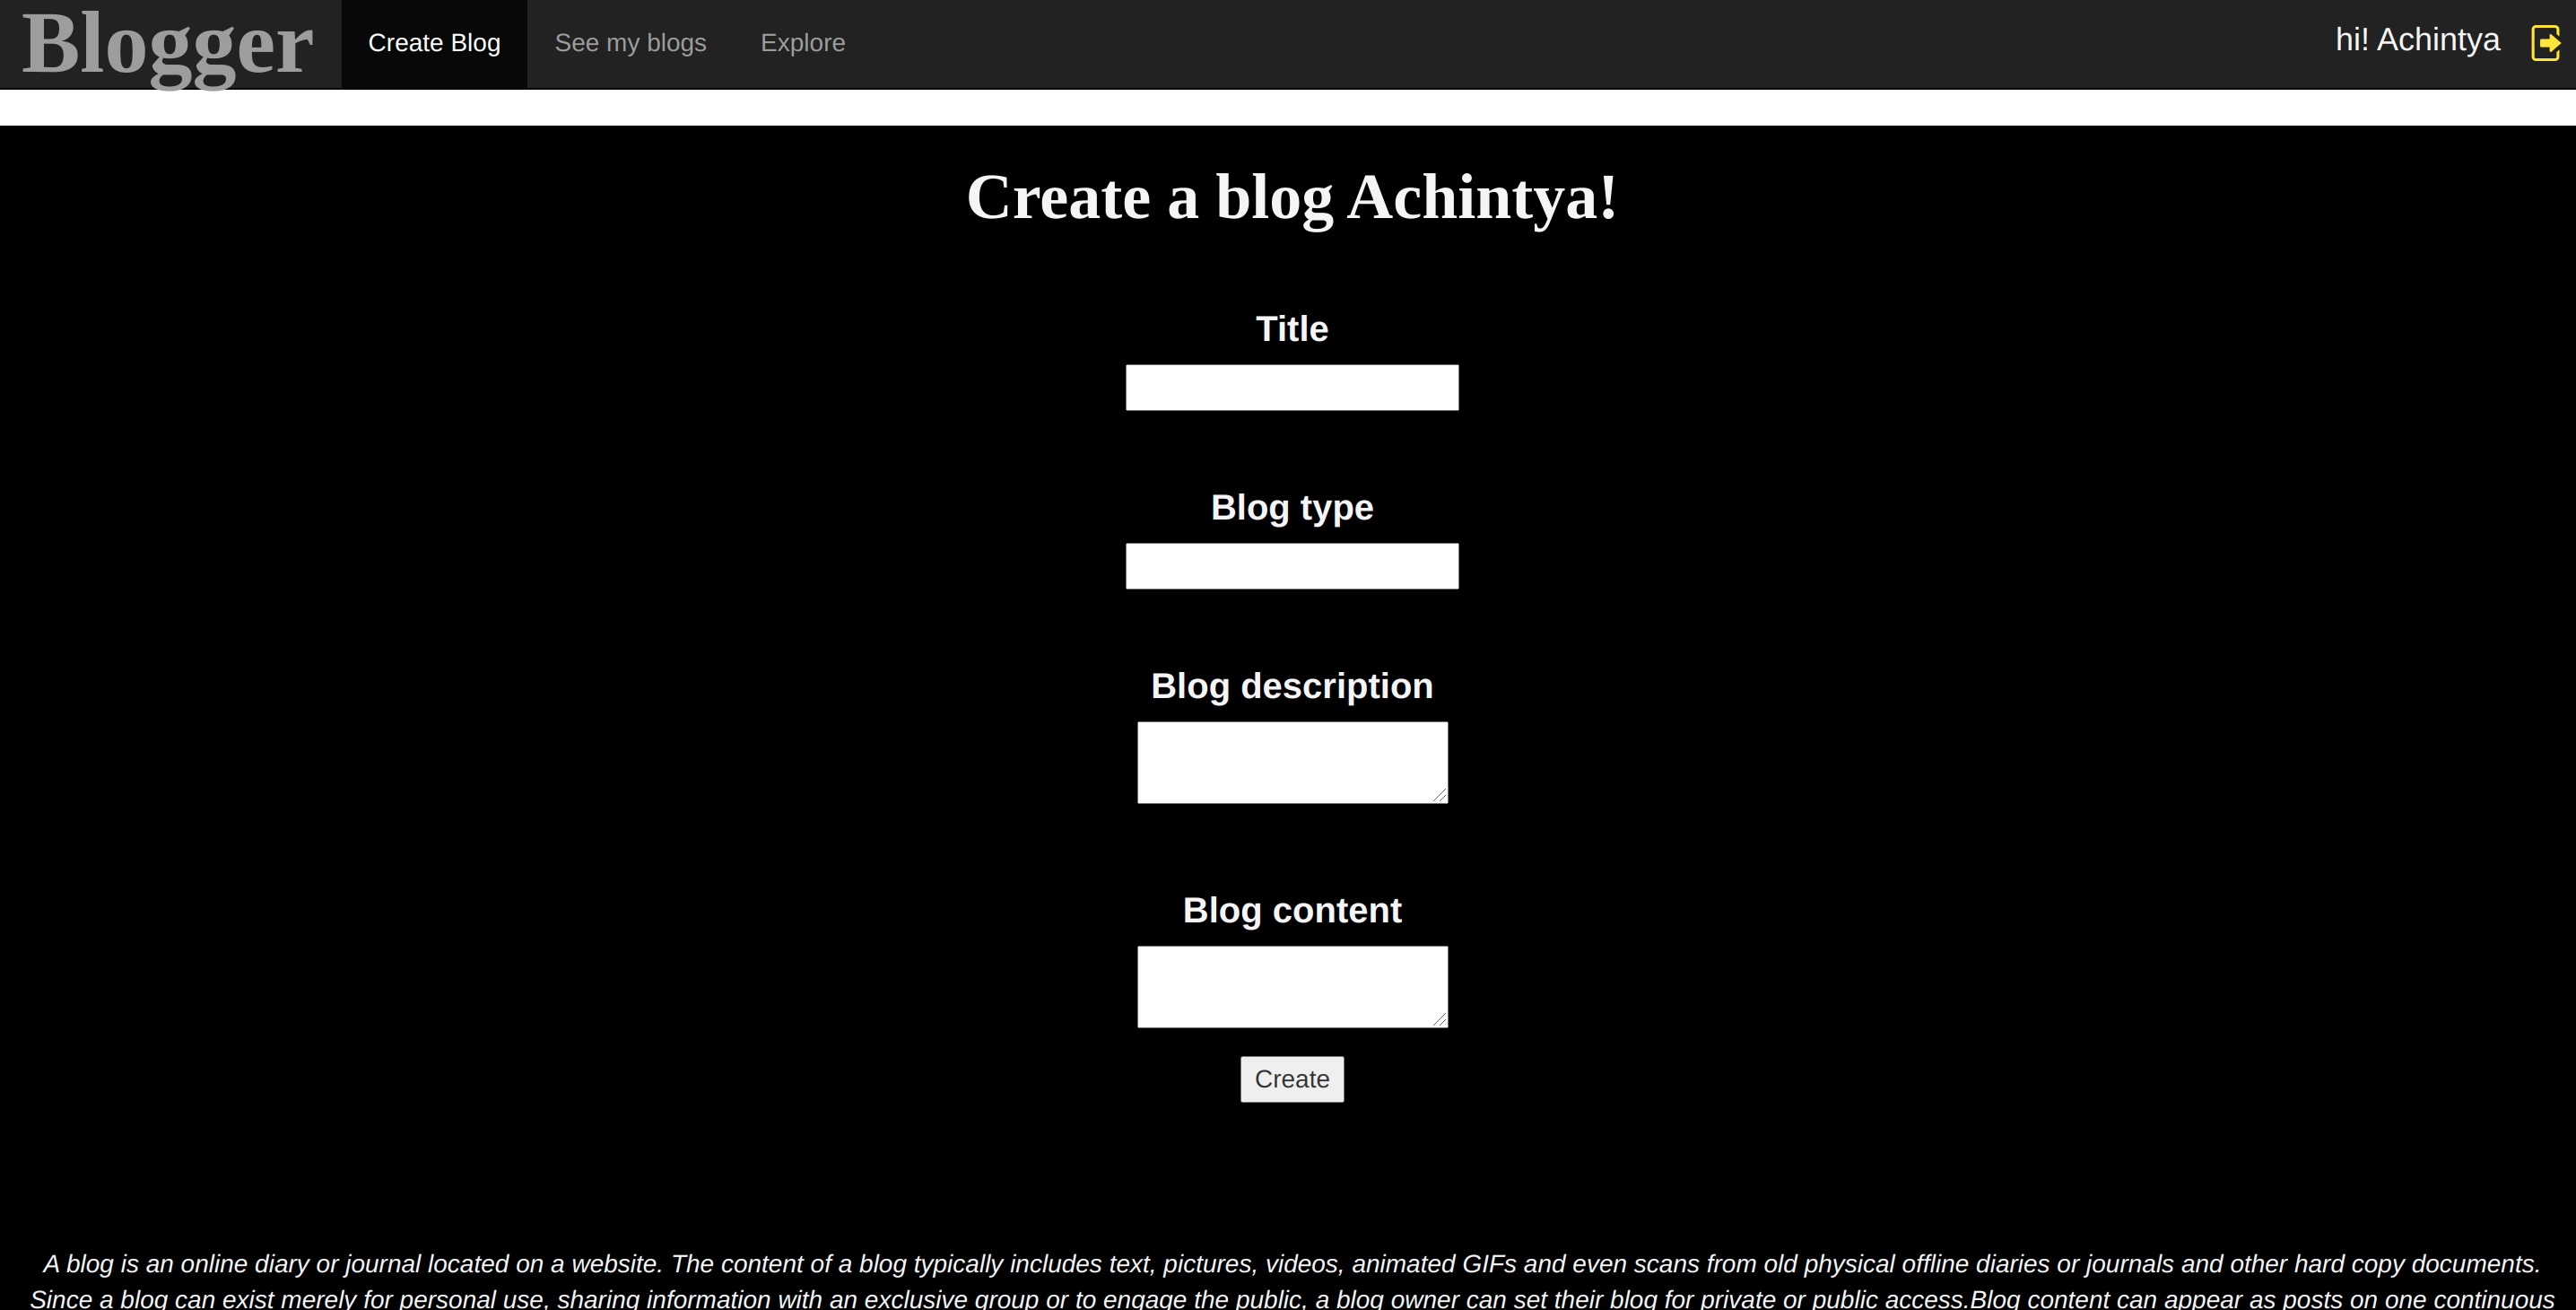 Blogger Create Blog See my blogs Explore hi! Achintya
Create a blog Achintya!
Title
Blog type
Blog description
Blog content
Create
A blog is an online diary or journal located on a website. The content of a blog typically includes text, pictures, videos, animated GIFs and even scans from old physical offline diaries or journals and other hard copy documents.
Since a blog can exist merely for personal use, sharing information with an exclusive group or to engage the public, a blog owner can set their blog for private or public access.Blog content can appear as posts on one continuous